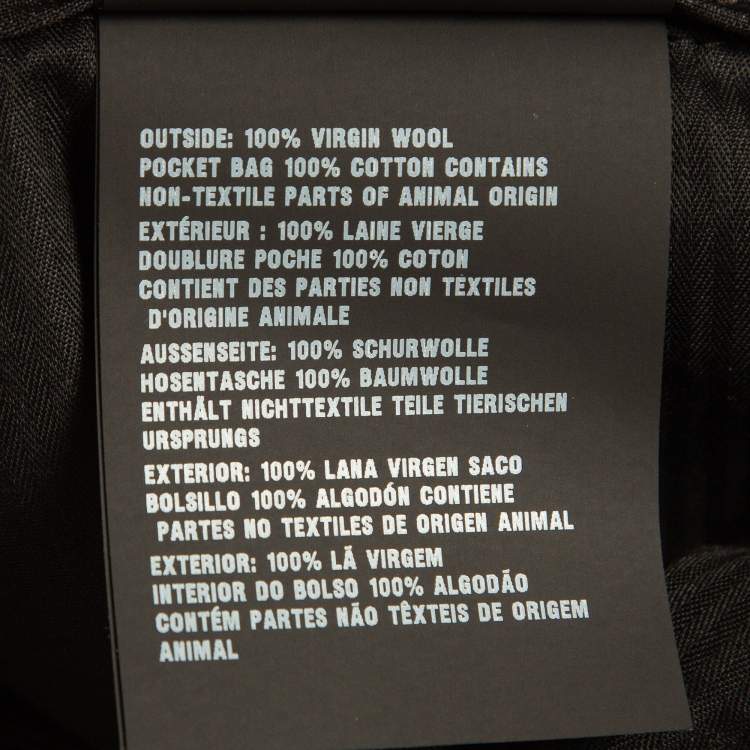 OUTSIDE: 100% VIRGIN WOOL
POCKET BAG 100% COTTON CONTAINS
NON-TEXTILE PARTS OF ANIMAL ORIGIN
EXTÉRIEUR : 100% LAINE VIERGE
DOUBLURE POCHE 100% COTON
CONTIENT DES PARTIES NON TEXTILES
D'ORIGINE ANIMALE
AUSSENSEITE: 100% SCHURWOLLE
HOSENTASCHE 100% BAUMWOLLE
ENTHÄLT NICHTTEXTILE TEILE TIERISCHEN
URSPRUNGS
EXTERIOR: 100% LANA VIRGEN SACO
BOLSILLO 100% ALGODÓN CONTIENE
PARTES NO TEXTILES DE ORIGEN ANIMAL
EXTERIOR: 100% LÃ VIRGEM
INTERIOR DO BOLSO 100% ALGODÃO
CONTÉM PARTES NÃO TÊXTEIS DE ORIGEM
ANIMAL